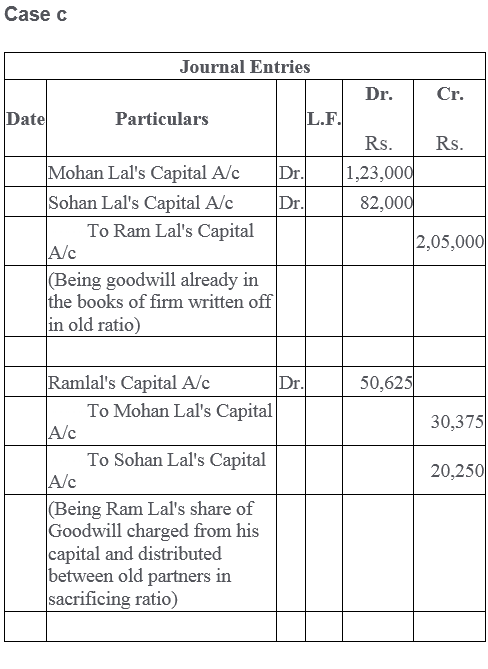 Case c
Journal Entries
Date Particulars L.F. Dr. Rs. Cr. Rs.
Mohan Lal's Capital A/c Dr. 1,23,000
Sohan Lal's Capital A/c Dr. 82,000
To Ram Lal's Capital
A/c 2,05,000
(Being goodwill already in
the books of firm written off
in old ratio)
Ramlal's Capital A/c Dr. 50,625
To Mohan Lal's Capital
A/c 30,375
To Sohan Lal's Capital
A/c 20,250
(Being Ram Lal's share of
Goodwill charged from his
capital and distributed
between old partners in
sacrificing ratio)